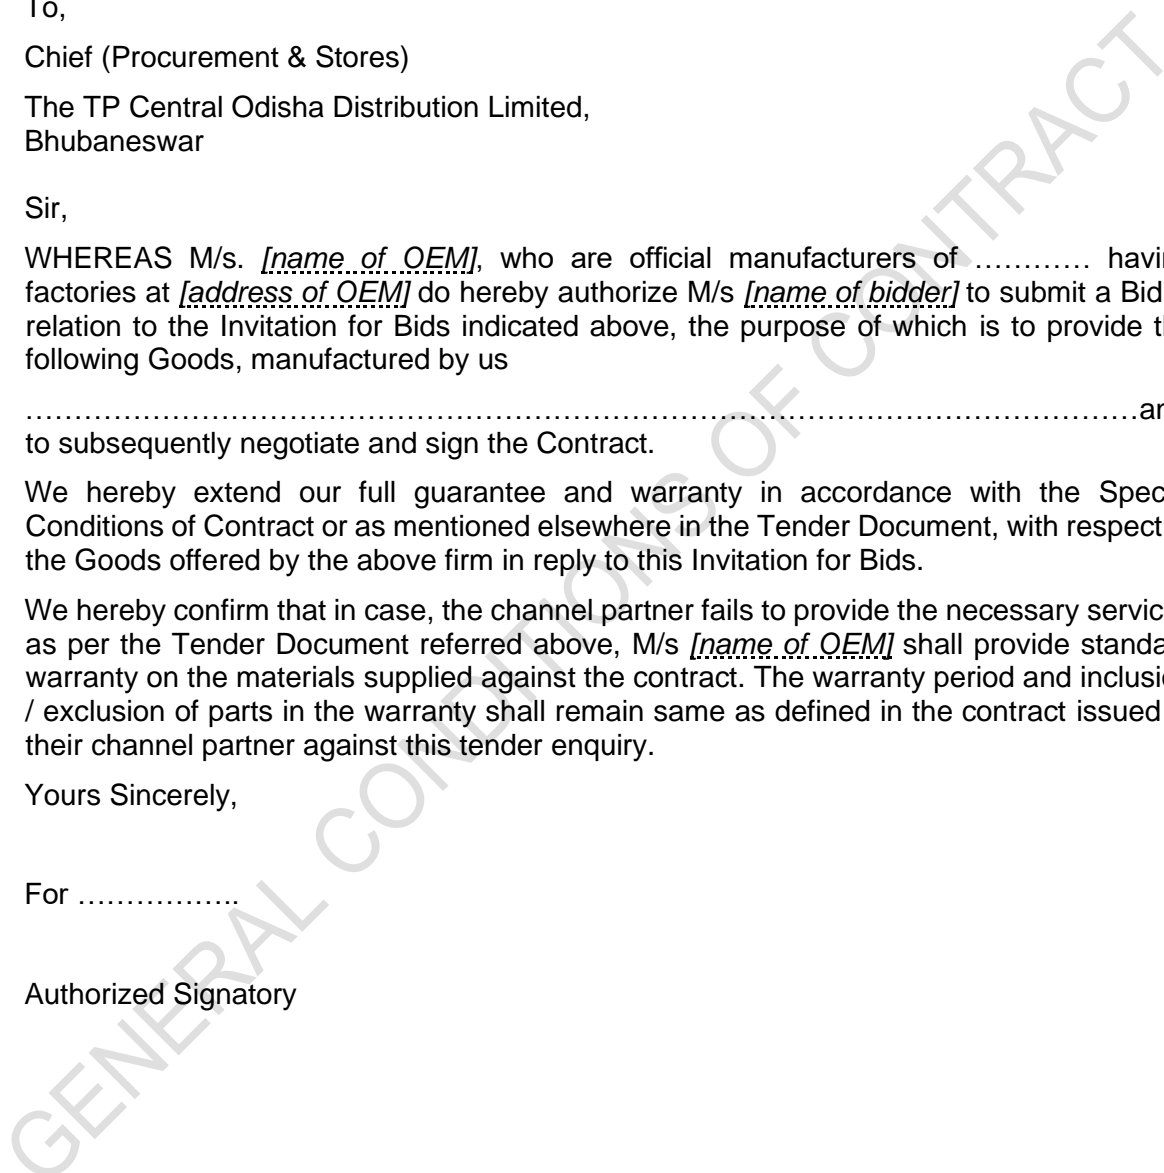 To,
Chief (Procurement & Stores)
The TP Central Odisha Distribution Limited,
Bhubaneswar
Sir,
WHEREAS M/s. [name of OEM], who are official manufacturers of ………… havin
factories at [address of OEM] do hereby authorize M/s [name of bidder] to submit a Bid
relation to the Invitation for Bids indicated above, the purpose of which is to provide th
following Goods, manufactured by us
……………………………………………………………………………………………………an
to subsequently negotiate and sign the Contract.
We hereby extend our full guarantee and warranty in accordance with the Spec
Conditions of Contract or as mentioned elsewhere in the Tender Document, with respect
the Goods offered by the above firm in reply to this Invitation for Bids.
We hereby confirm that in case, the channel partner fails to provide the necessary servic
as per the Tender Document referred above, M/s [name of OEM] shall provide standa
warranty on the materials supplied against the contract. The warranty period and inclusio
/ exclusion of parts in the warranty shall remain same as defined in the contract issued
their channel partner against this tender enquiry.
Yours Sincerely,
For ……………..
Authorized Signatory
GENERAL CONDITIONS OF CONTRACT